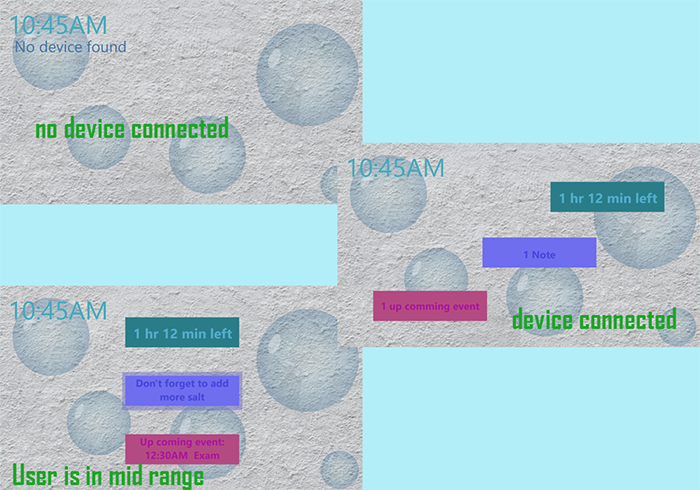 10:45AM
No device found
no device connected
10:45AM
1 hr 12 min left
1 Note
1 up comming event
device connected
10:45AM
1 hr 12 min left
Don't forget to add
more salt
Up coming event:
12:30AM Exam
User is in mid range